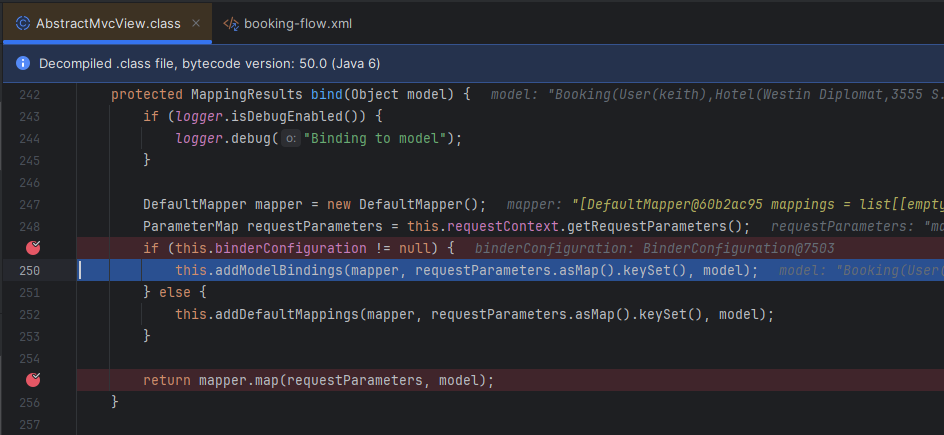 AbstractMvcView.class × booking-flow.xml
Decompiled .class file, bytecode version: 50.0 (Java 6)
242 protected MappingResults bind(Object model) { model: "Booking(User(keith),Hotel(Westin Diplomat,3555 S.
243 if (logger.isDebugEnabled()) {
244 logger.debug( o: "Binding to model");
245 }
246
247 DefaultMapper mapper = new DefaultMapper(); mapper: "[DefaultMapper@60b2ac95 mappings = list[[empty
248 ParameterMap requestParameters = this.requestContext.getRequestParameters(); requestParameters: "ma
if (this.binderConfiguration != null) { binderConfiguration: BinderConfiguration@7503
250 this.addModelBindings(mapper, requestParameters.asMap().keySet(), model); model: "Booking(User(
251 } else {
252 this.addDefaultMappings(mapper, requestParameters.asMap().keySet(), model);
253 }
254
return mapper.map(requestParameters, model);
256 }
257